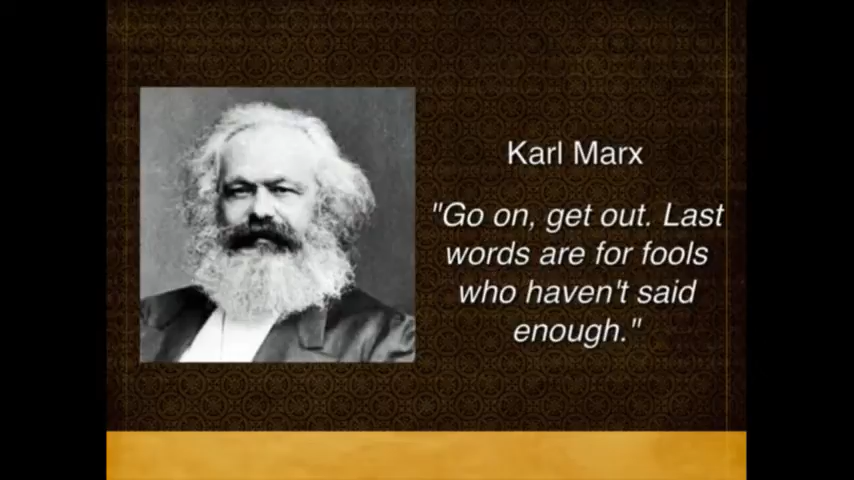 Karl Marx
"Go on, get out. Last
words are for fools
who haven't said
enough."